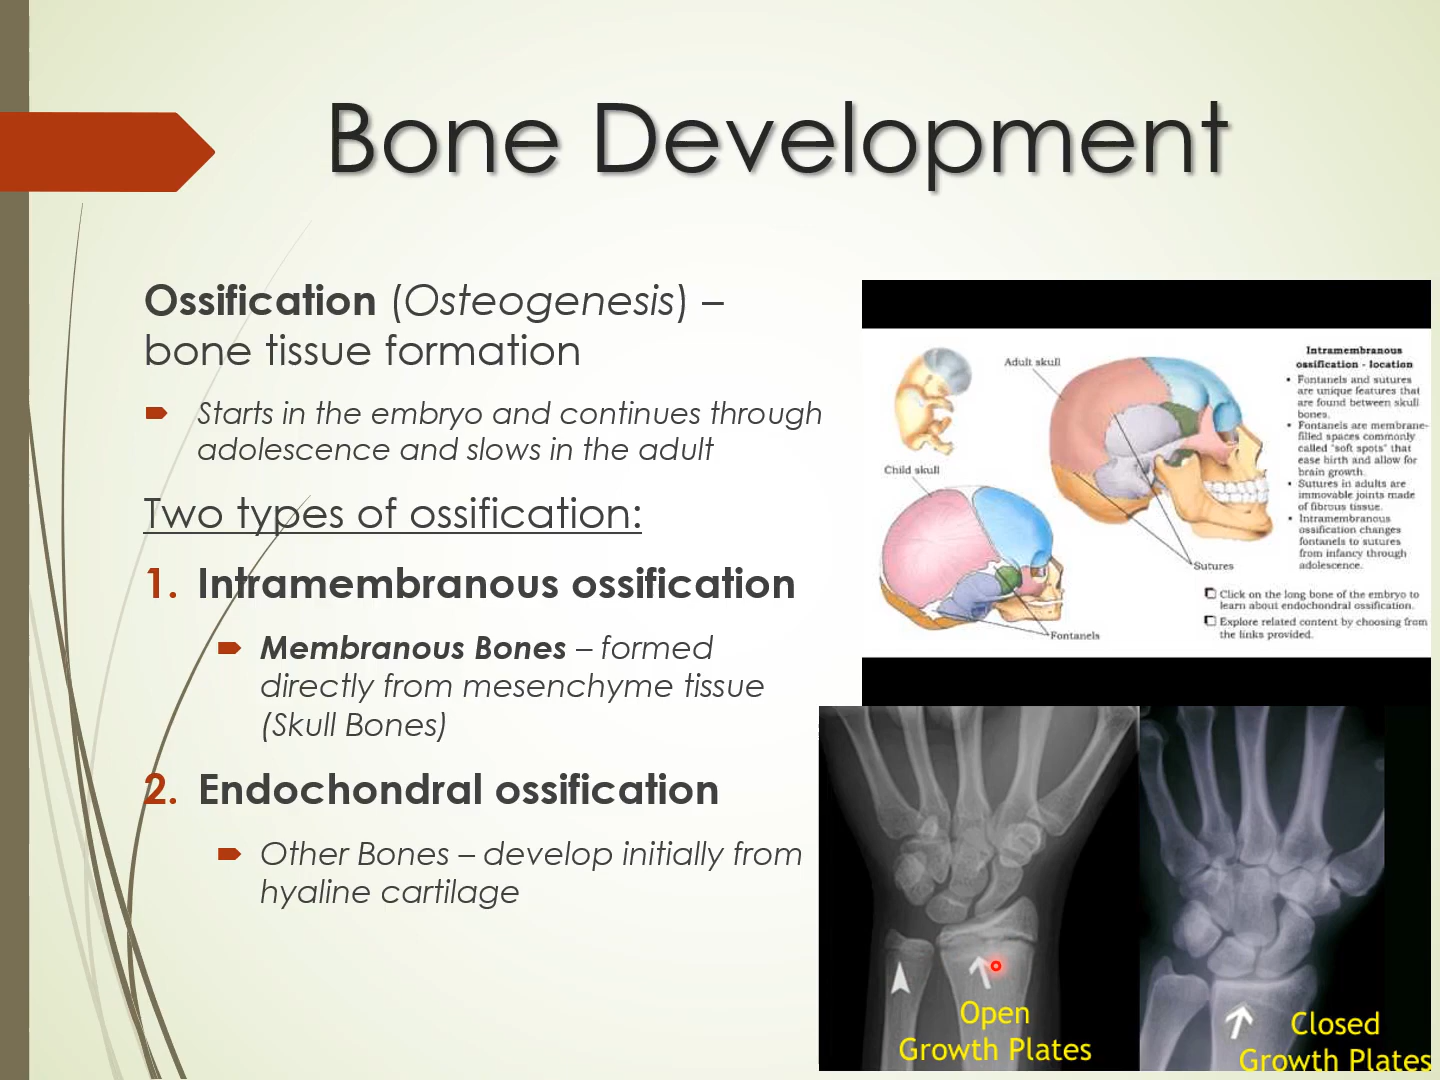 Bone Development
Ossification (Osteogenesis) –
bone tissue formation
Starts in the embryo and continues through
adolescence and slows in the adult
Two types of ossification:
1. Intramembranous ossification
Membranous Bones – formed
directly from mesenchyme tissue
(Skull Bones)
2. Endochondral ossification
Other Bones – develop initially from
hyaline cartilage
Adult skull
Child skull
Sutures
Fontanels
Intramembranous
ossification - location
• Fontanels and sutures
are unique features that
are found between skull
bones.
• Fontanels are membrane-
filled spaces commonly
called "soft spots" that
ease birth and allow for
brain growth.
• Sutures in adults are
immovable joints made
of fibrous tissue.
• Intramembranous
ossification changes
fontanels to sutures
from infancy through
adolescence.
Click on the long bone of the embryo to
learn about endochondral ossification.
Explore related content by choosing from
the links provided.
Open
Growth Plates
Closed
Growth Plates